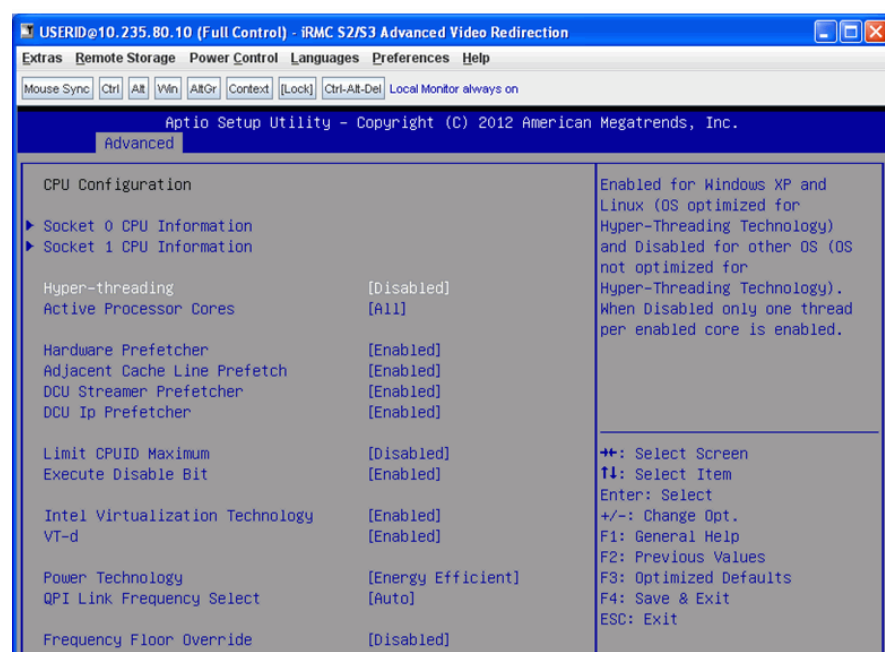 USERID@10.235.80.10 (Full Control) - iRMC S2/S3 Advanced Video Redirection
Extras Remote Storage Power Control Languages Preferences Help
Mouse Sync Ctrl Alt Win AltGr Context [Lock] Ctrl-Alt-Del Local Monitor always on
Aptio Setup Utility – Copyright (C) 2012 American Megatrends, Inc.
Advanced
CPU Configuration
Socket 0 CPU Information
Socket 1 CPU Information
Hyper-threading [Disabled]
Active Processor Cores [All]
Hardware Prefetcher [Enabled]
Adjacent Cache Line Prefetch [Enabled]
DCU Streamer Prefetcher [Enabled]
DCU Ip Prefetcher [Enabled]
Limit CPUID Maximum [Disabled]
Execute Disable Bit [Enabled]
Intel Virtualization Technology [Enabled]
VT-d [Enabled]
Power Technology [Energy Efficient]
QPI Link Frequency Select [Auto]
Frequency Floor Override [Disabled]
Enabled for Windows XP and
Linux (OS optimized for
Hyper-Threading Technology)
and Disabled for other OS (OS
not optimized for
Hyper-Threading Technology).
When Disabled only one thread
per enabled core is enabled.
→←: Select Screen
↑↓: Select Item
Enter: Select
+/-: Change Opt.
F1: General Help
F2: Previous Values
F3: Optimized Defaults
F4: Save & Exit
ESC: Exit